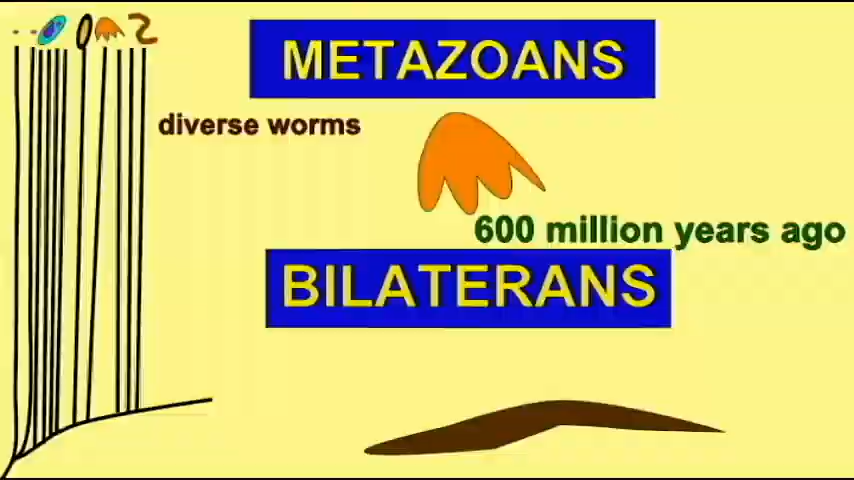 METAZOANS
diverse worms
600 million years ago
BILATERANS